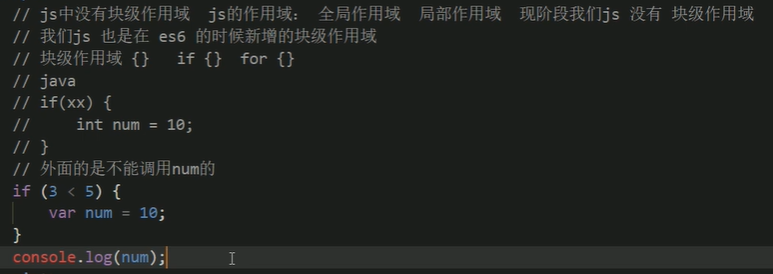 // js中没有块级作用域  js的作用域： 全局作用域  局部作用域  现阶段我们js 没有 块级作用域
// 我们js 也是在 es6 的时候新增的块级作用域
// 块级作用域 {}   if {}  for {}
// java
// if(xx) {
//     int num = 10;
// }
// 外面的是不能调用num的
if (3 < 5) {
    var num = 10;
}
console.log(num);